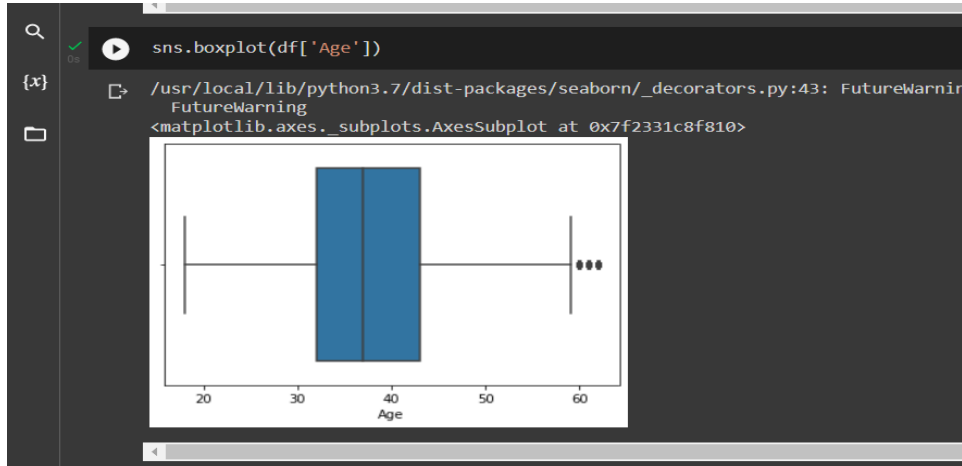 sns.boxplot(df['Age'])
0s
{x}
/usr/local/lib/python3.7/dist-packages/seaborn/_decorators.py:43:
FutureWarning
<matplotlib.axes._subplots.AxesSubplot at 0x7f2331c8f810>
20 30 40 50 60
Age